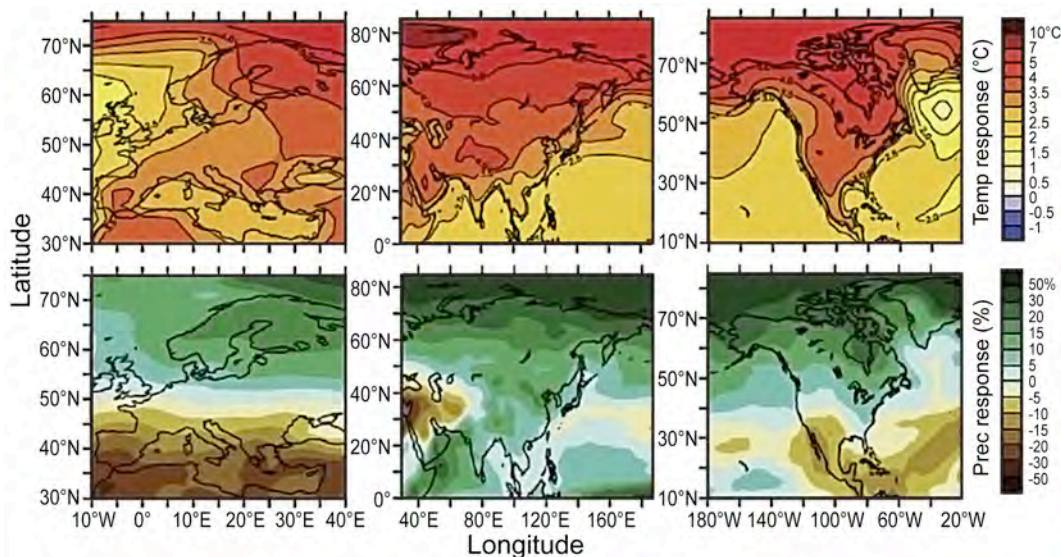 70°N
60°N
50°N
40°N
30°N
80°N
60°N
40°N
20°N
0°
70°N
50°N
30°N
10°N
10°C
7
5
4
3.5
3
2.5
2
1.5
1
0.5
0
-0.5
-1
Temp response (°C)
Latitude
70°N
60°N
50°N
40°N
30°N
80°N
60°N
40°N
20°N
0°
70°N
50°N
30°N
10°N
50%
30
20
15
10
5
0
-5
-10
-15
-20
-30
-50
Prec response (%)
10°W 0° 10°E 20°E 30°E 40°E
40°E 80°E 120°E 160°E
180°W 140°W 100°W 60°W 20°W
Longitude